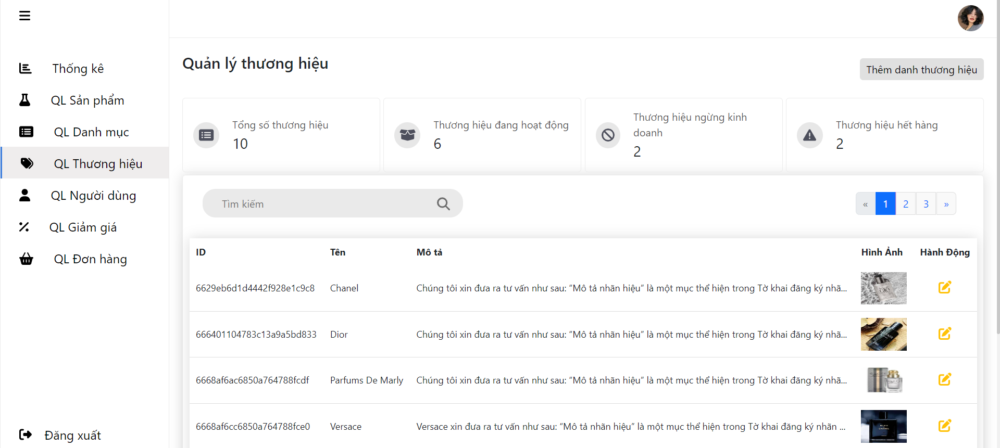 Thống kê
QL Sản phẩm
QL Danh mục
QL Thương hiệu
QL Người dùng
QL Giảm giá
QL Đơn hàng
Đăng xuất
Quản lý thương hiệu
Thêm danh thương hiệu
Tổng số thương hiệu
10
Thương hiệu đang hoạt động
6
Thương hiệu ngừng kinh
doanh
2
Thương hiệu hết hàng
2
Tìm kiếm
« 1 2 3 »
ID Tên Mô tả Hình Ảnh Hành Động
6629eb6d1d4442f928e1c9c8 Chanel Chúng tôi xin đưa ra tư vấn như sau: “Mô tả nhãn hiệu” là một mục thể hiện trong Tờ khai đăng ký nhã...
666401104783c13a9a5bd833 Dior Chúng tôi xin đưa ra tư vấn như sau: “Mô tả nhãn hiệu” là một mục thể hiện trong Tờ khai đăng ký nhã...
6668af6ac6850a764788fcdf Parfums De Marly Chúng tôi xin đưa ra tư vấn như sau: “Mô tả nhãn hiệu” là một mục thể hiện trong Tờ khai đăng ký nhã...
6668af6cc6850a764788fce0 Versace Versace xin đưa ra tư vấn như sau: “Mô tả nhãn hiệu” là một mục thể hiện trong Tờ khai đăng ký nhãn ...